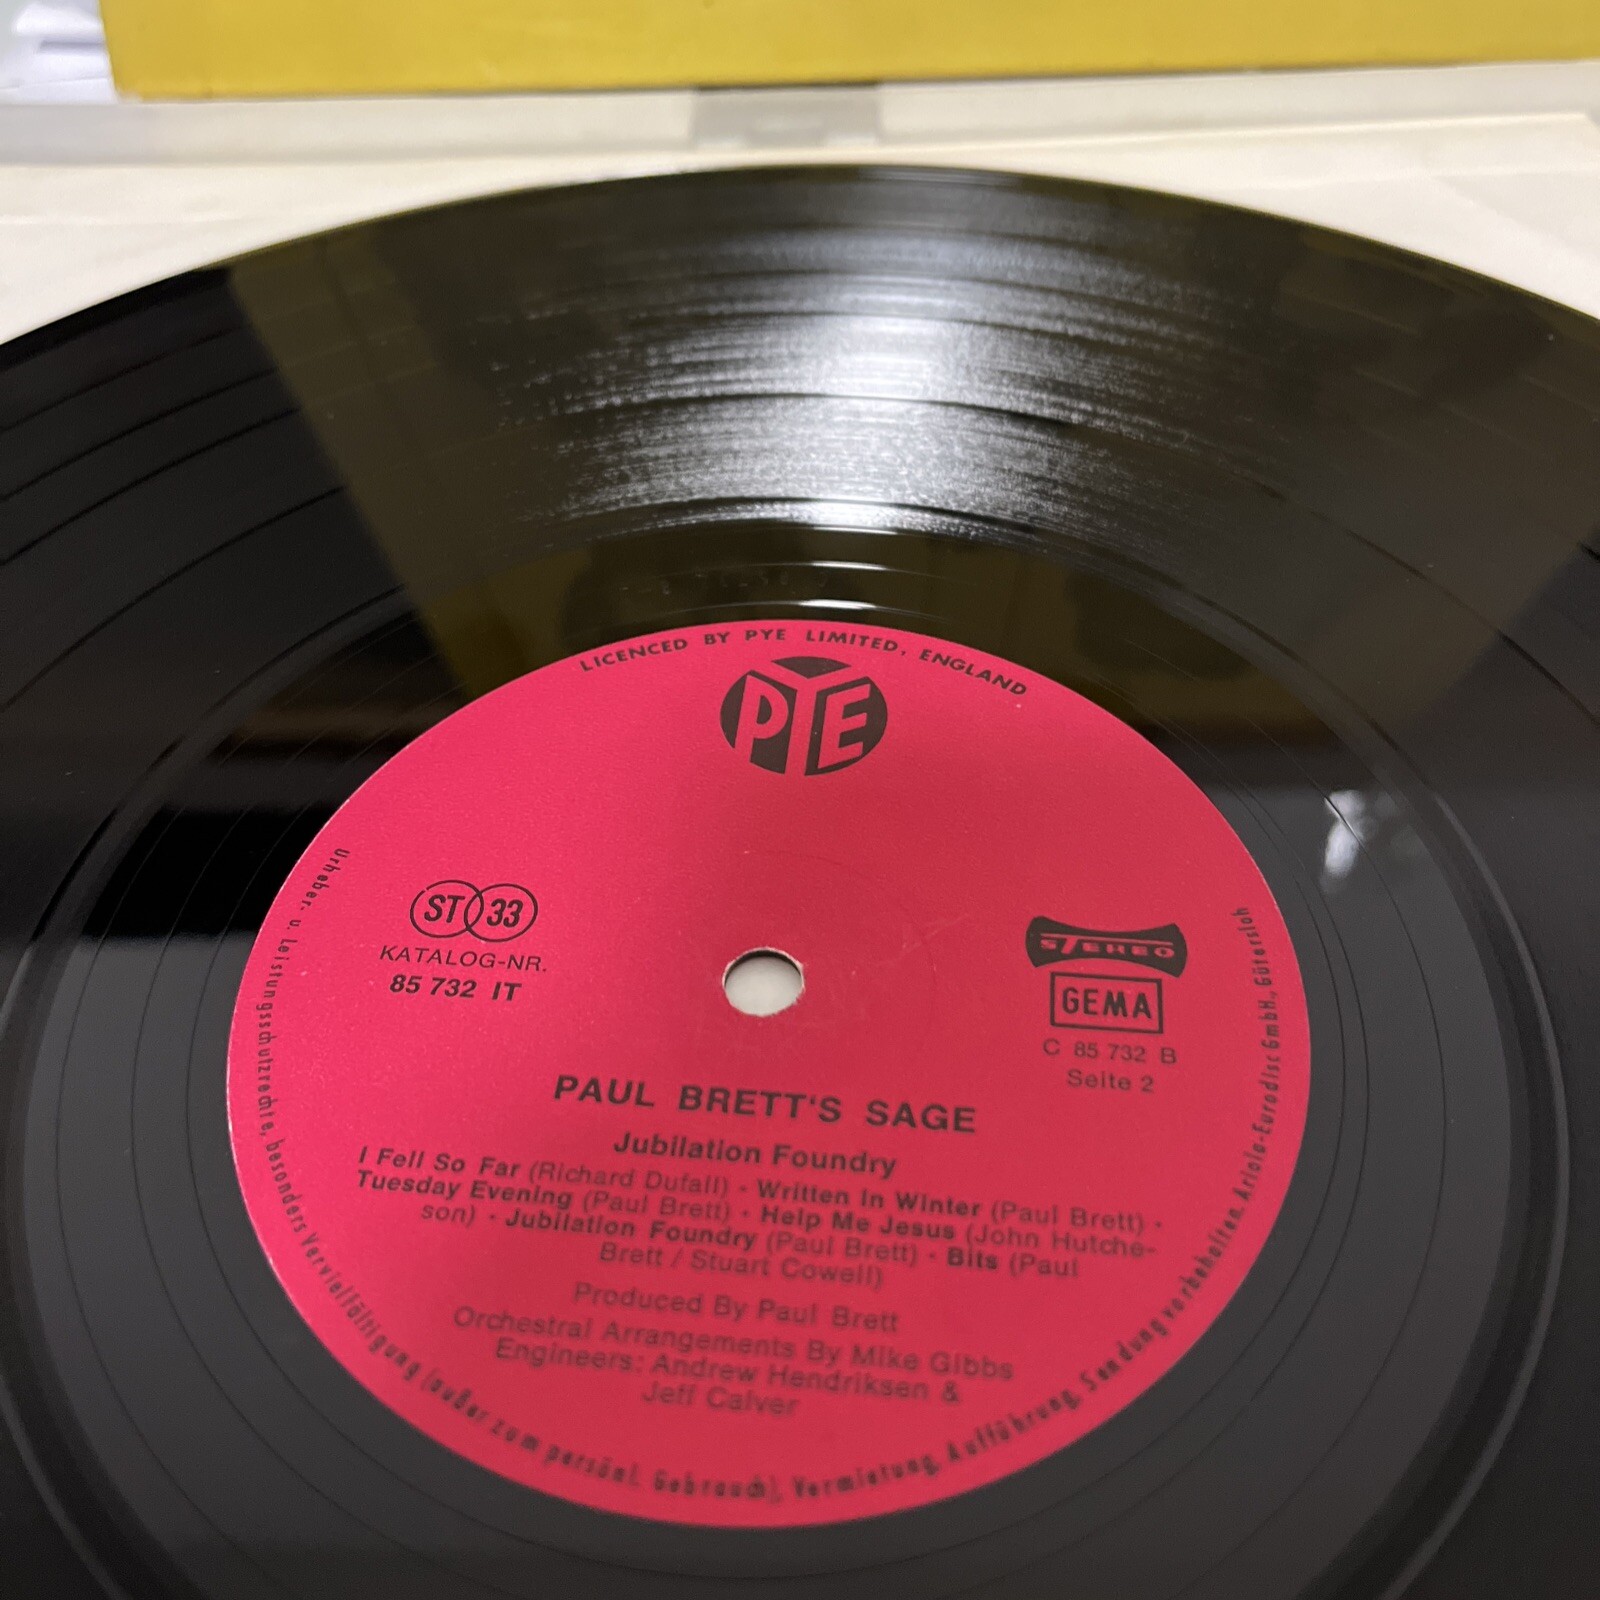 LICENCED BY PYE LIMITED, ENGLAND
PYE
ST 33
KATALOG-NR.
85 732 IT
STEREO
GEMA
C 85 732 B
Seite 2
PAUL BRETT'S SAGE
Jubilation Foundry
I Fell So Far (Richard Dufall) · Written In Winter (Paul Brett) ·
Tuesday Evening (Paul Brett) · Help Me Jesus (John Hutche-
son) · Jubilation Foundry (Paul Brett) · Bits (Paul
Brett / Stuart Cowell)
Produced By Paul Brett
Orchestral Arrangements By Mike Gibbs
Engineers: Andrew Hendriksen &
Jeff Calver
Urheber- u. Leistungsschutzrechte, besonders Vervielfältigung (außer zum persönl. Gebrauch), Vermietung, Aufführung, Sendung vorbehalten. Ariola-Eurodisc GmbH., Gütersloh